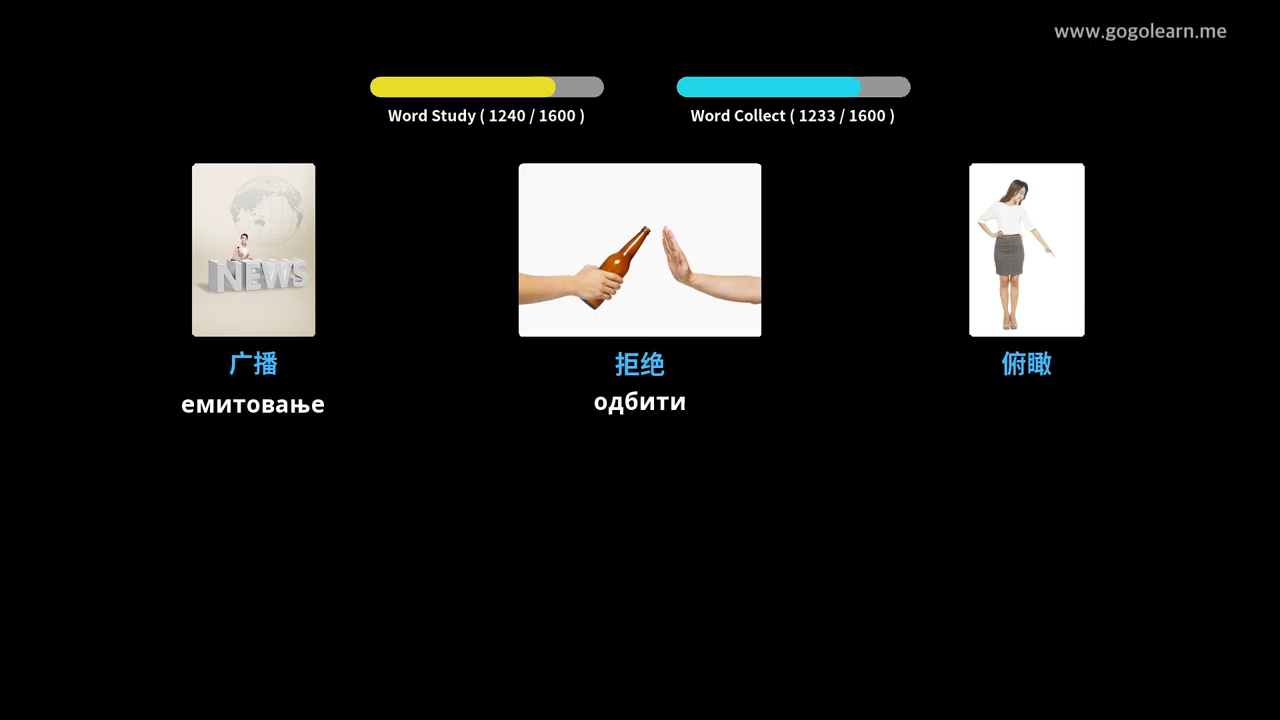 www.gogolearn.me
Word Study ( 1240 / 1600 )
Word Collect ( 1233 / 1600 )
NEWS
广播
拒绝
俯瞰
емитовање
одбити